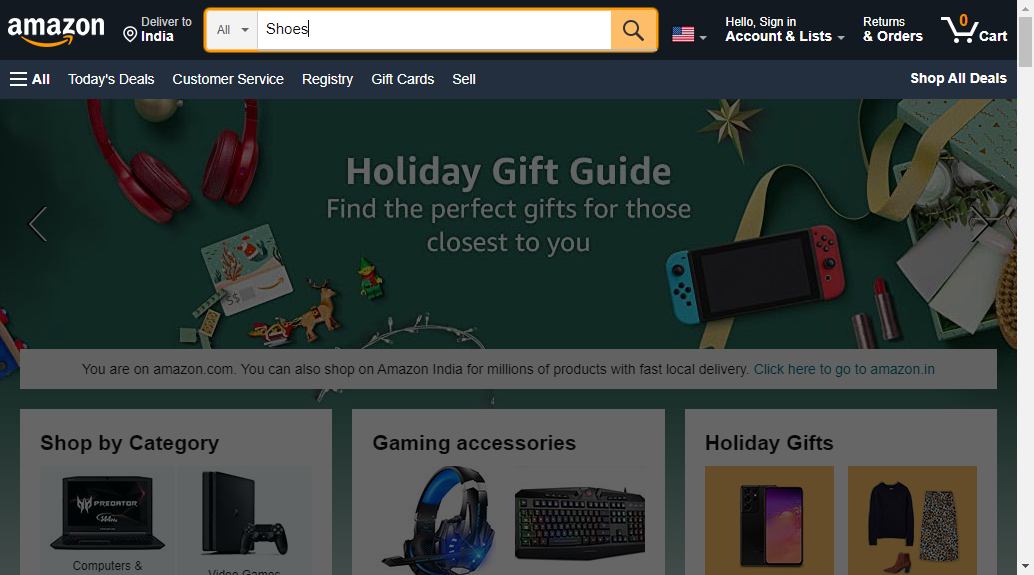 amazon
Deliver to
India
All
Shoes
Hello, Sign in
Account & Lists
Returns
& Orders
0
Cart
All
Today's Deals
Customer Service
Registry
Gift Cards
Sell
Shop All Deals
Holiday Gift Guide
Find the perfect gifts for those
closest to you
S$
You are on amazon.com. You can also shop on Amazon India for millions of products with fast local delivery. Click here to go to amazon.in
Shop by Category
Gaming accessories
Holiday Gifts
PREDATOR
Computers &
Video Games